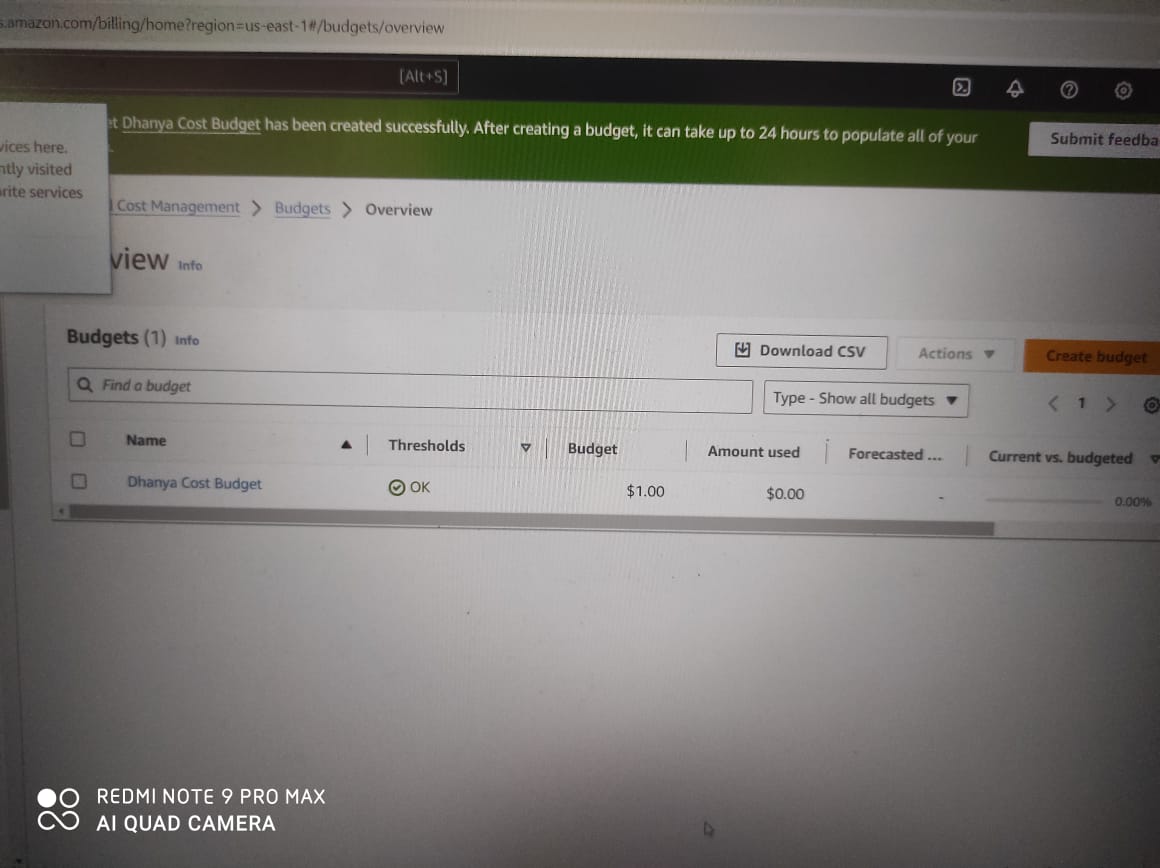 s.amazon.com/billing/home?region=us-east-1#/budgets/overview
[Alt+S]
Dhanya Cost Budget has been created successfully. After creating a budget, it can take up to 24 hours to populate all of your
Submit feedba
vices here.
ntly visited
rite services
Cost Management > Budgets > Overview
view Info
Budgets (1) Info
Download CSV
Actions
Create budget
Find a budget
Type - Show all budgets
< 1 >
Name Thresholds Budget Amount used Forecasted ... Current vs. budgeted
Dhanya Cost Budget OK $1.00 $0.00 - 0.00%
REDMI NOTE 9 PRO MAX
AI QUAD CAMERA